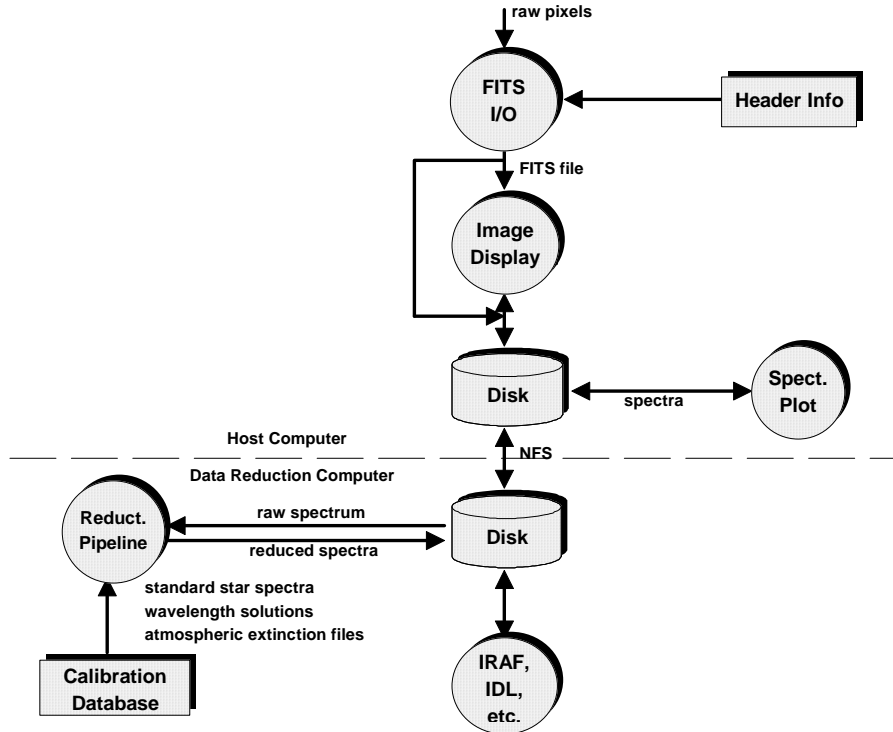 raw pixels
FITS
I/O
Header Info
FITS file
Image
Display
Disk
spectra
Spect.
Plot
Host Computer
NFS
Data Reduction Computer
Reduct.
Pipeline
raw spectrum
reduced spectra
Disk
standard star spectra
wavelength solutions
atmospheric extinction files
Calibration
Database
IRAF,
IDL,
etc.